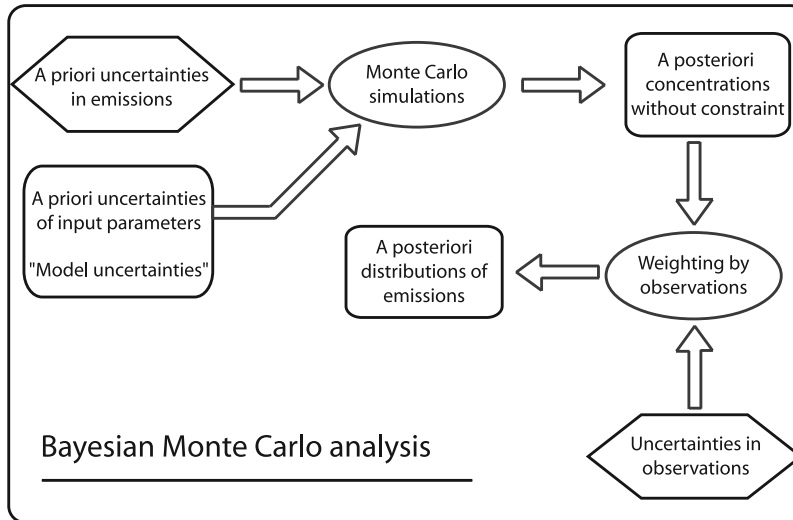 A priori uncertainties
in emissions
Monte Carlo
simulations
A posteriori
concentrations
without constraint
A priori uncertainties
of input parameters
"Model uncertainties"
A posteriori
distributions of
emissions
Weighting by
observations
Bayesian Monte Carlo analysis
Uncertainties in
observations